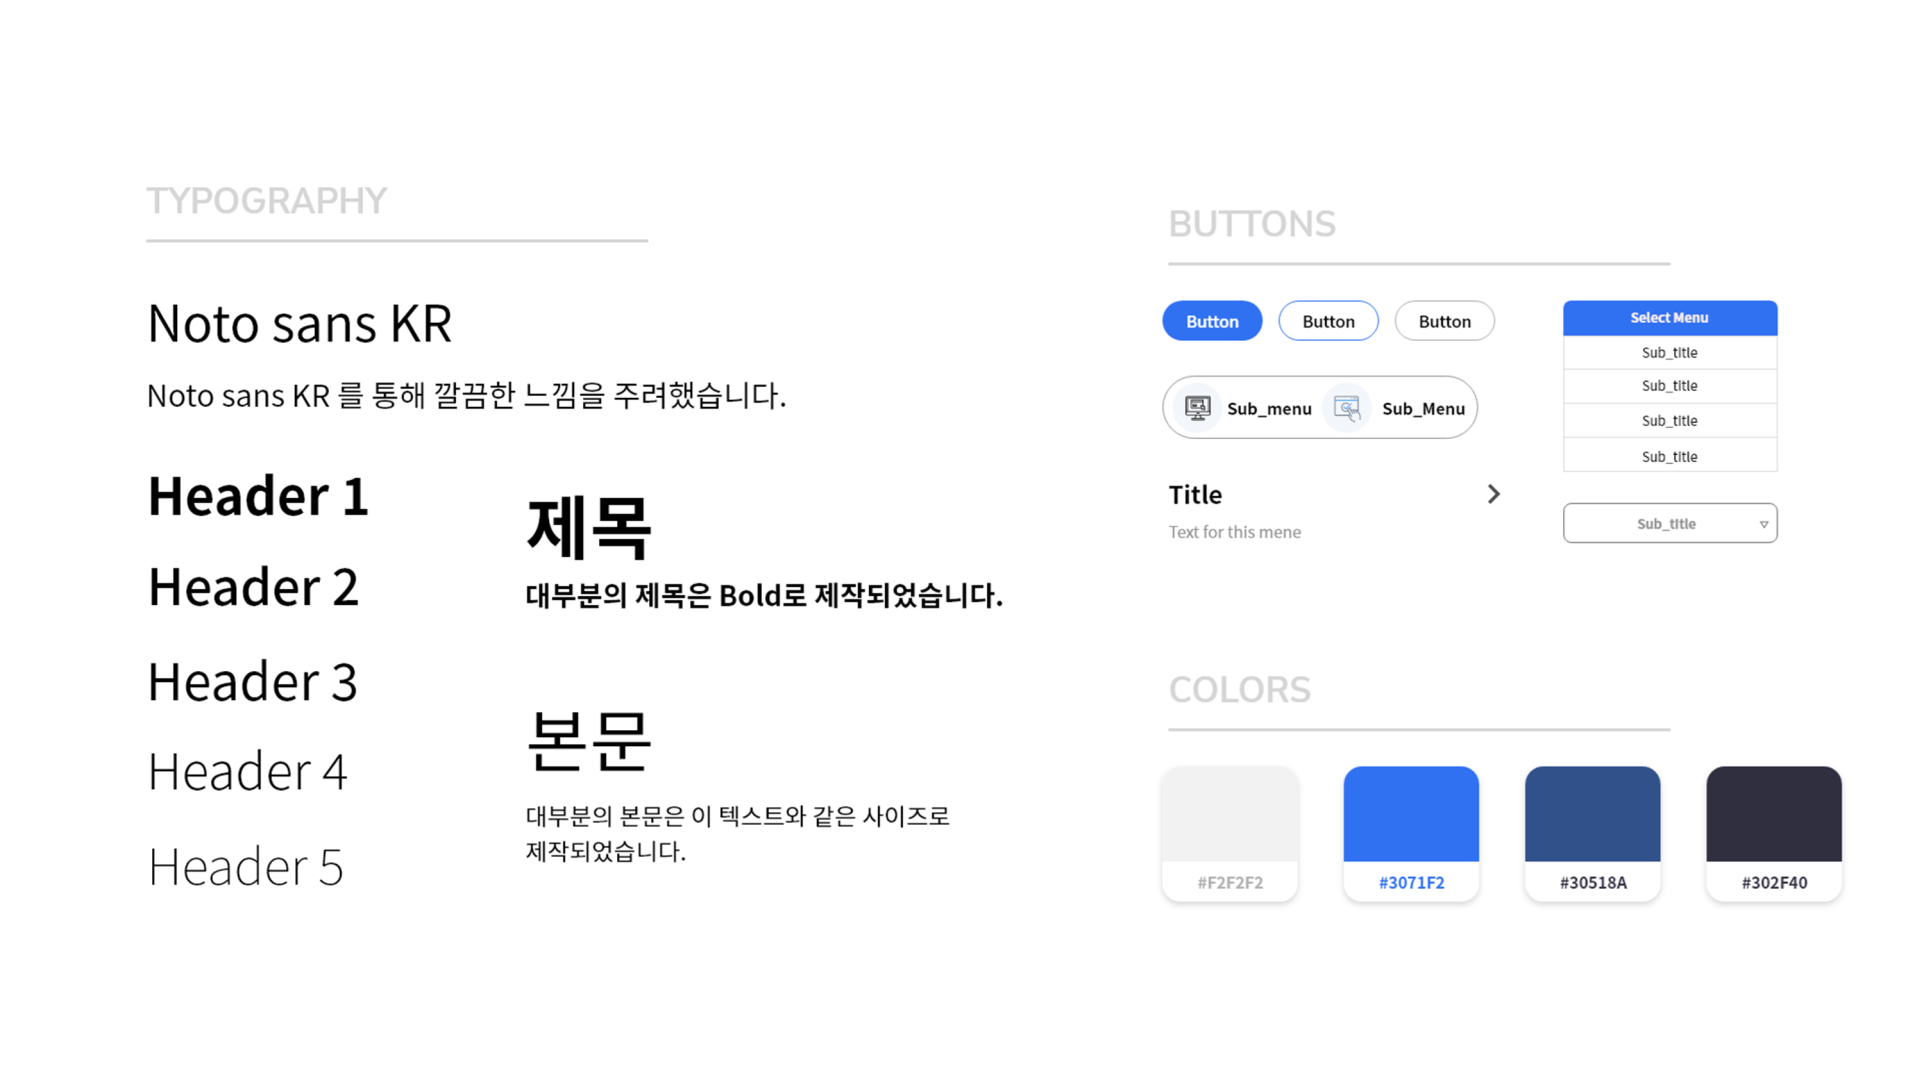 TYPOGRAPHY
Noto sans KR
Noto sans KR 를 통해 깔끔한 느낌을 주려했습니다.
Header 1
Header 2
Header 3
Header 4
Header 5
제목
대부분의 제목은 Bold로 제작되었습니다.
본문
대부분의 본문은 이 텍스트와 같은 사이즈로
제작되었습니다.
BUTTONS
Button Button Button
Sub_menu Sub_Menu
Title
Text for this mene
Select Menu
Sub_title
Sub_title
Sub_title
Sub_title
Sub_title
COLORS
#F2F2F2 #3071F2 #30518A #302F40